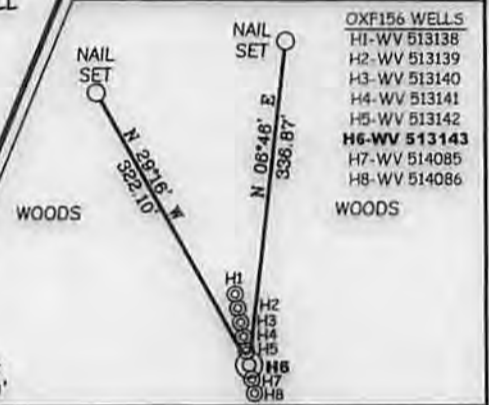 OXF156 WELLS
H1-WV 513138
H2-WV 513139
H3-WV 513140
H4-WV 513141
H5-WV 513142
H6-WV 513143
H7-WV 514085
H8-WV 514086
NAIL
SET
NAIL
SET
N 29°16' W
322.10'
N 06°46' E
336.87'
WOODS
WOODS
H1
H2
H3
H4
H5
H6
H7
H8